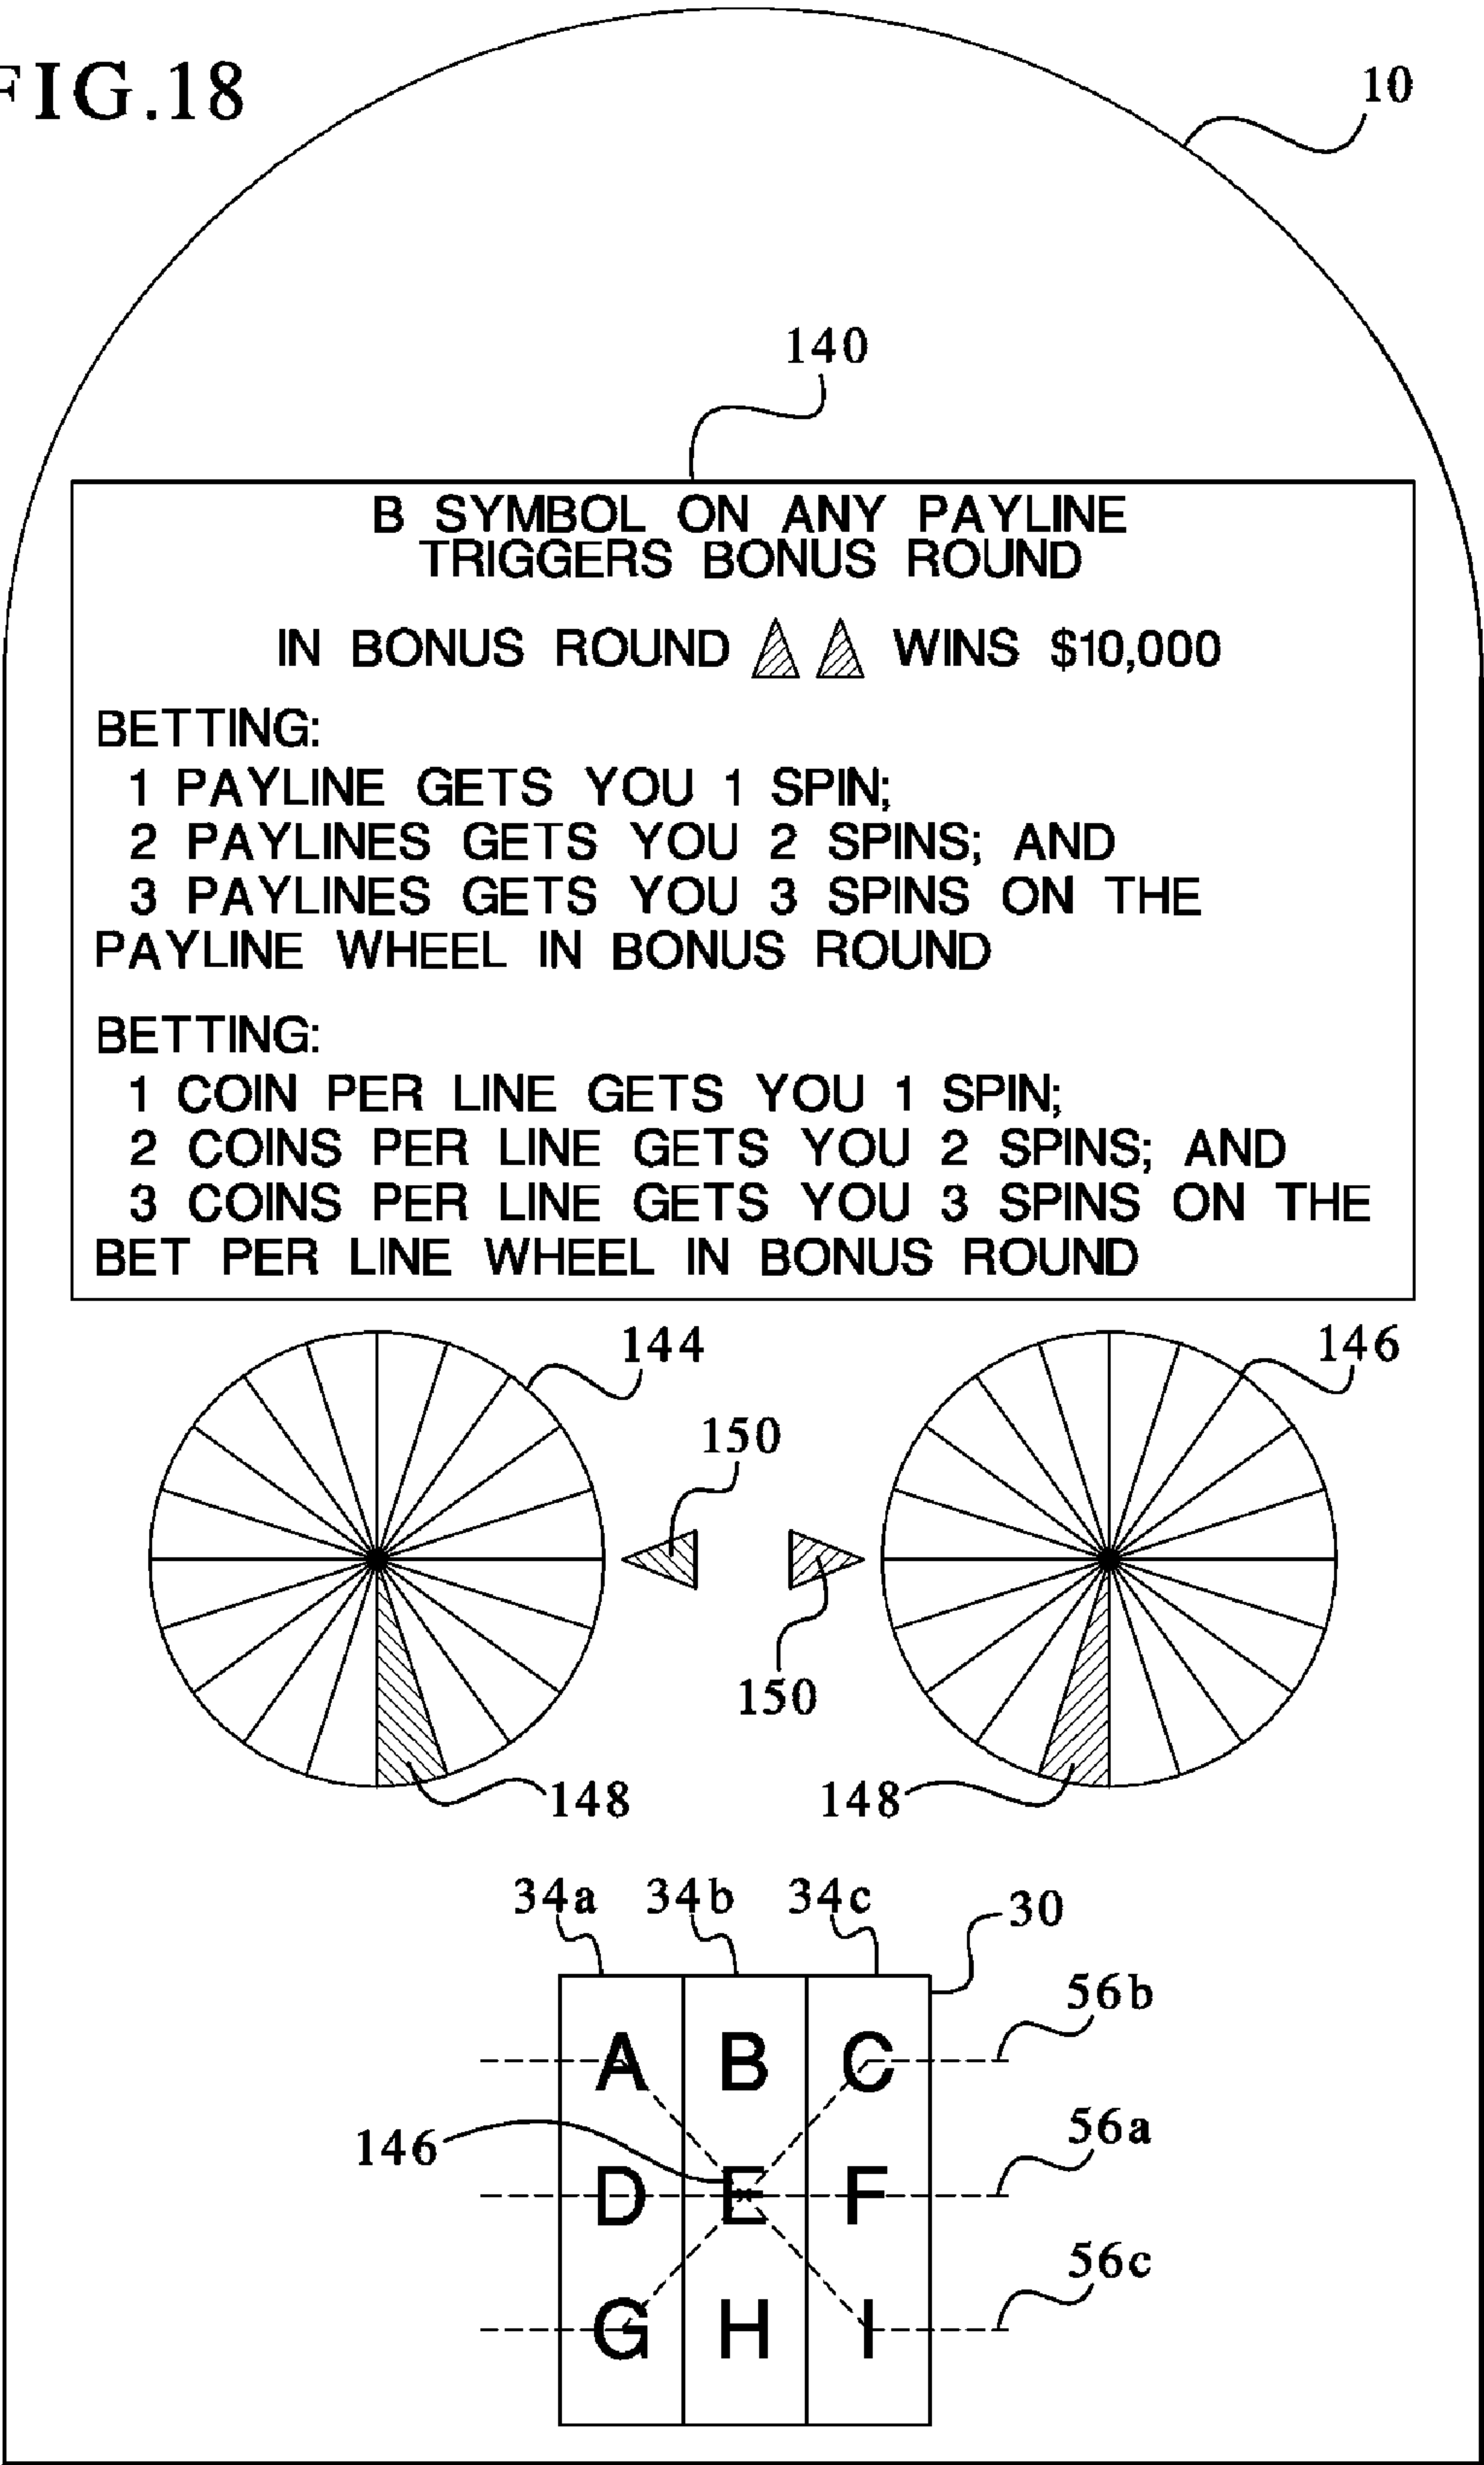 FIG.18
10
140
B SYMBOL ON ANY PAYLINE
TRIGGERS BONUS ROUND
IN BONUS ROUND WINS $10,000
BETTING:
1 PAYLINE GETS YOU 1 SPIN;
2 PAYLINES GETS YOU 2 SPINS; AND
3 PAYLINES GETS YOU 3 SPINS ON THE
PAYLINE WHEEL IN BONUS ROUND
BETTING:
1 COIN PER LINE GETS YOU 1 SPIN;
2 COINS PER LINE GETS YOU 2 SPINS; AND
3 COINS PER LINE GETS YOU 3 SPINS ON THE
BET PER LINE WHEEL IN BONUS ROUND
144 146
150
150
148 148
34a 34b 34c 30
56b
A B C
56a
146
D E F
56c
G H I